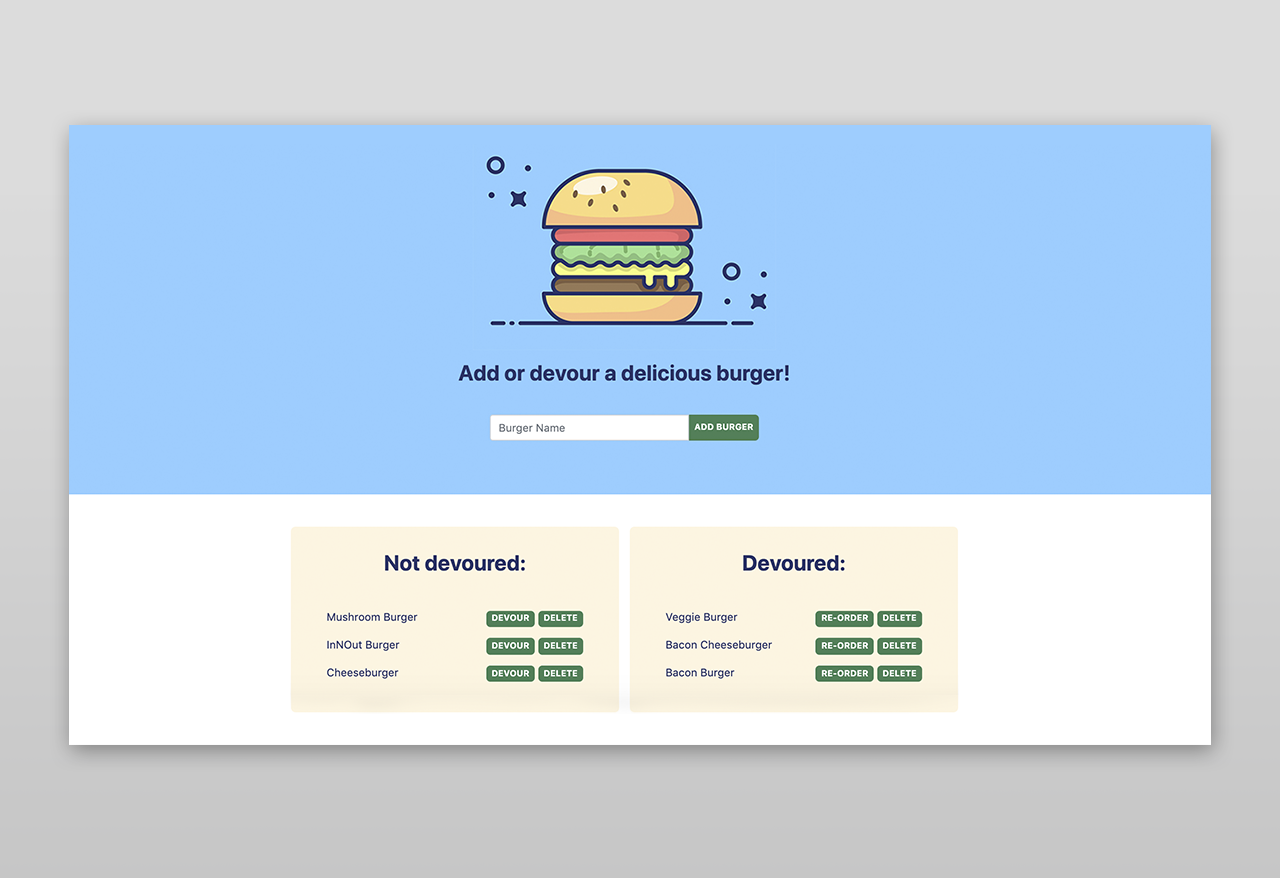 Add or devour a delicious burger!
Burger Name ADD BURGER
Not devoured:
Mushroom Burger DEVOUR DELETE
InNOut Burger DEVOUR DELETE
Cheeseburger DEVOUR DELETE
Devoured:
Veggie Burger RE-ORDER DELETE
Bacon Cheeseburger RE-ORDER DELETE
Bacon Burger RE-ORDER DELETE